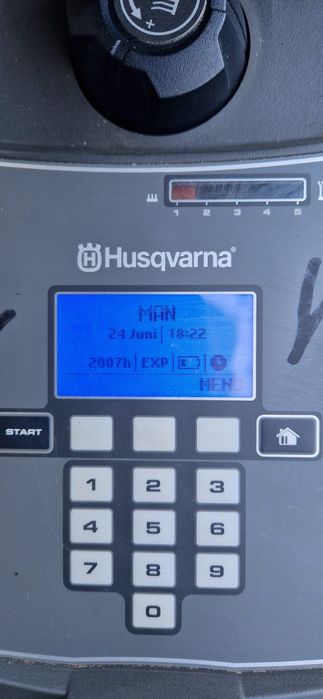 +
1 2 3 4 5
Husqvarna®
MAN
24 Juni | 18:22
2007h | EXP
MENU
START
1 2 3
4 5 6
7 8 9
0